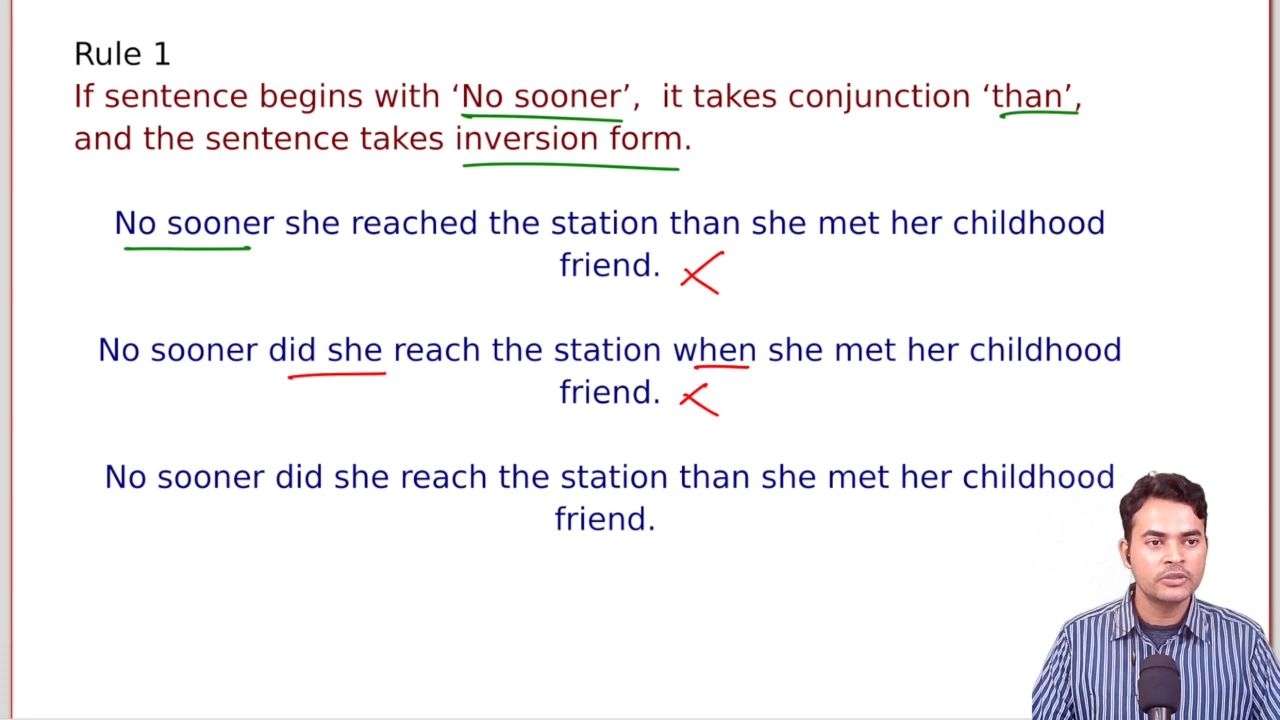 Rule 1
If sentence begins with ‘No sooner’,  it takes conjunction ‘than’,
and the sentence takes inversion form.
No sooner she reached the station than she met her childhood
friend.
No sooner did she reach the station when she met her childhood
friend.
No sooner did she reach the station than she met her childhood
friend.